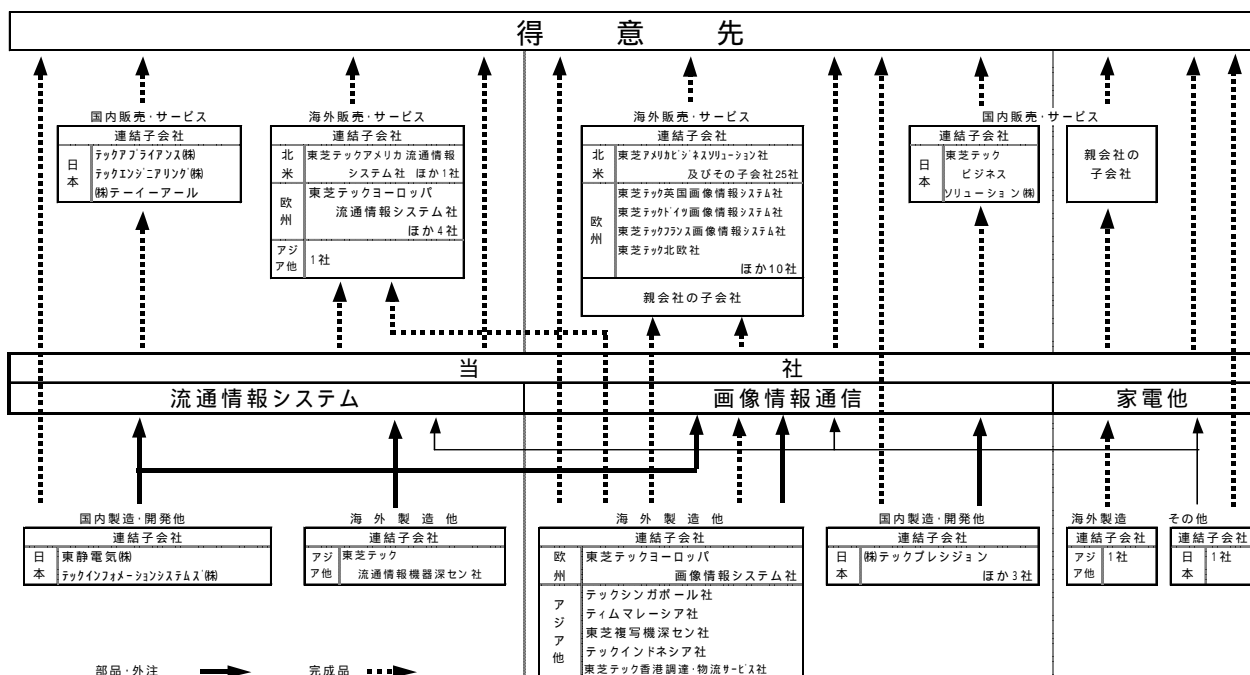 得意先
国内販売･サービス
連結子会社
日本
テックアプライアンス㈱
テックエンジニアリング㈱
㈱テーイーアール
海外販売･サービス
連結子会社
北米
東芝テックアメリカ流通情報
システム社 ほか1社
欧州
東芝テックヨーロッパ
流通情報システム社
ほか4社
アジア他
1社
海外販売･サービス
連結子会社
北米
東芝アメリカビジネスソリューション社
及びその子会社25社
欧州
東芝テック英国画像情報システム社
東芝テックドイツ画像情報システム社
東芝テックフランス画像情報システム社
東芝テック北欧社
ほか10社
親会社の子会社
国内販売･サービス
連結子会社
日本
東芝テック
ビジネス
ソリューション㈱
親会社の
子会社
当社
流通情報システム
画像情報通信
家電他
国内製造･開発他
連結子会社
日本
東静電気㈱
テックインフォメーションシステムズ㈱
海外製造他
連結子会社
アジア他
東芝テック
流通情報機器深セン社
海外製造他
連結子会社
欧州
東芝テックヨーロッパ
画像情報システム社
アジア他
テックシンガポール社
ティムマレーシア社
東芝複写機深セン社
テックインドネシア社
東芝テック香港調達･物流サービス社
国内製造･開発他
連結子会社
日本
㈱テックプレシジョン
ほか3社
海外製造
連結子会社
アジア他
1社
その他
連結子会社
日本
1社
部品･外注
完成品